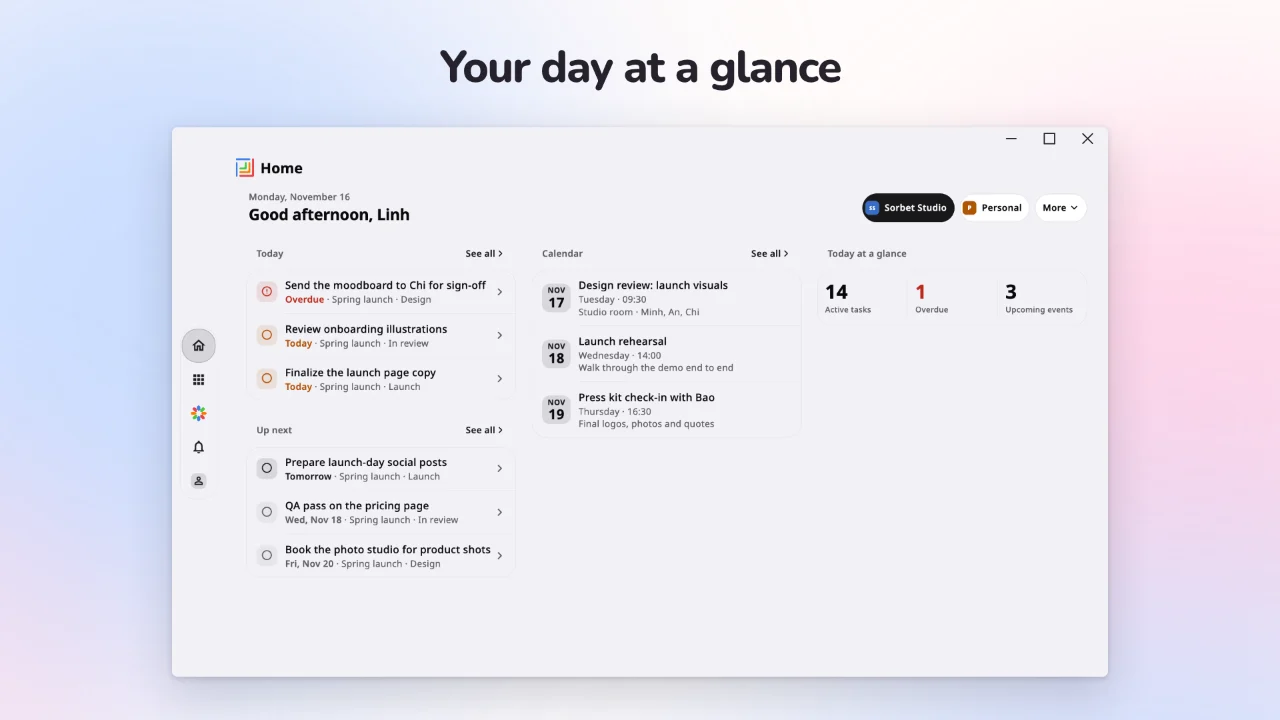 Your day at a glance
Home
Monday, November 16
Good afternoon, Linh
SS Sorbet Studio
P Personal
More
Today
See all
Send the moodboard to Chi for sign-off
Overdue · Spring launch · Design
Review onboarding illustrations
Today · Spring launch · In review
Finalize the launch page copy
Today · Spring launch · Launch
Up next
See all
Prepare launch-day social posts
Tomorrow · Spring launch · Launch
QA pass on the pricing page
Wed, Nov 18 · Spring launch · In review
Book the photo studio for product shots
Fri, Nov 20 · Spring launch · Design
Calendar
See all
NOV
17
Design review: launch visuals
Tuesday · 09:30
Studio room · Minh, An, Chi
NOV
18
Launch rehearsal
Wednesday · 14:00
Walk through the demo end to end
NOV
19
Press kit check-in with Bao
Thursday · 16:30
Final logos, photos and quotes
Today at a glance
14
Active tasks
1
Overdue
3
Upcoming events